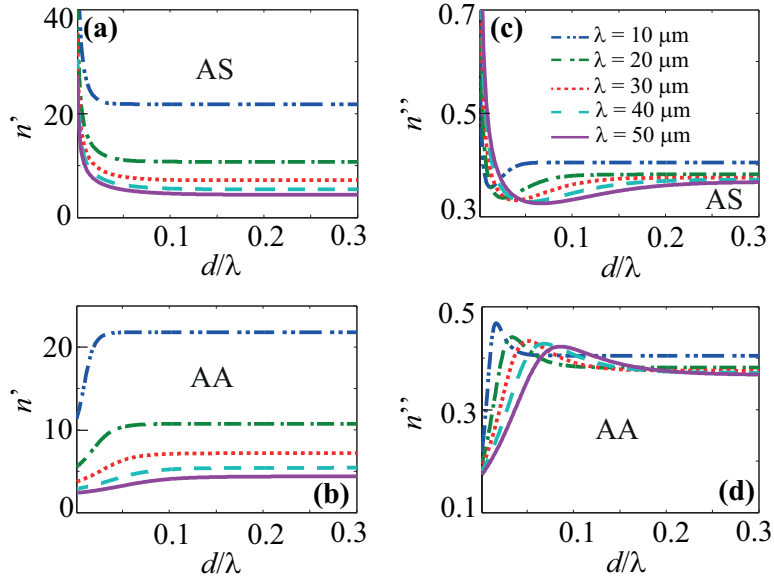 (a)
AS
n'
40
20
0
0.1 0.2 0.3
d/λ
(c)
λ = 10 μm
λ = 20 μm
λ = 30 μm
λ = 40 μm
λ = 50 μm
n''
0.7
0.5
0.3
AS
0.1 0.2 0.3
d/λ
AA
n'
20
10
0
(b)
0.1 0.2 0.3
d/λ
n''
0.5
0.3
0.1
AA
(d)
0.1 0.2 0.3
d/λ